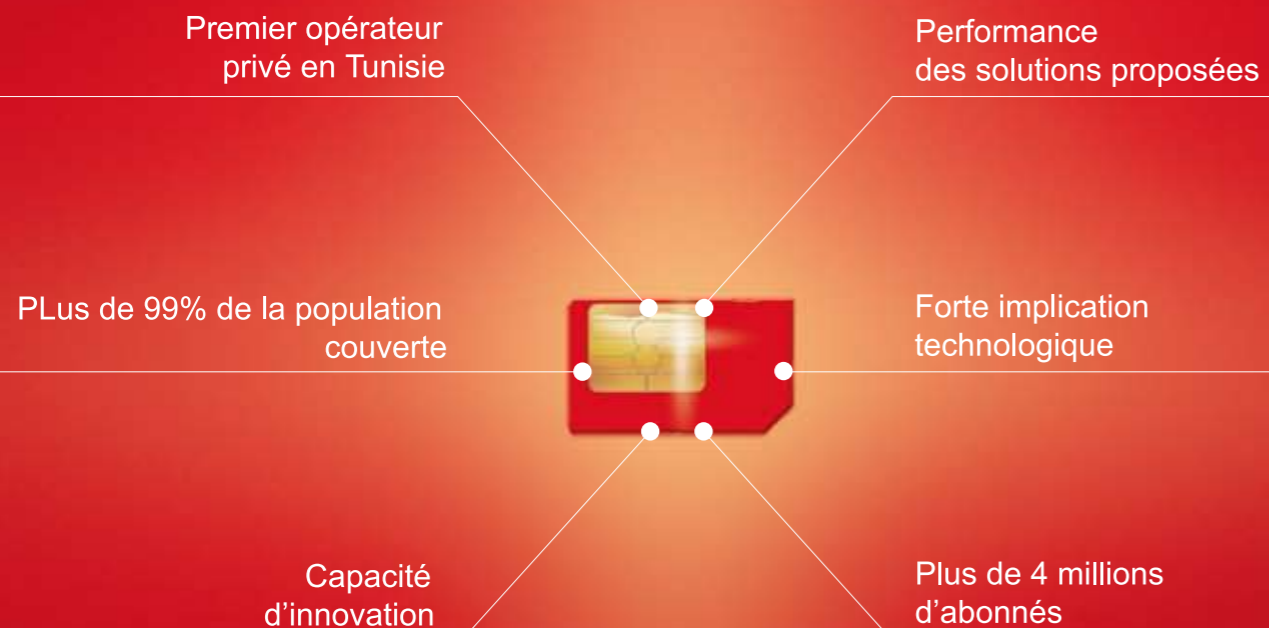 Premier opérateur
privé en Tunisie
Performance
des solutions proposées
PLus de 99% de la population
couverte
Forte implication
technologique
Capacité
d’innovation
Plus de 4 millions
d’abonnés